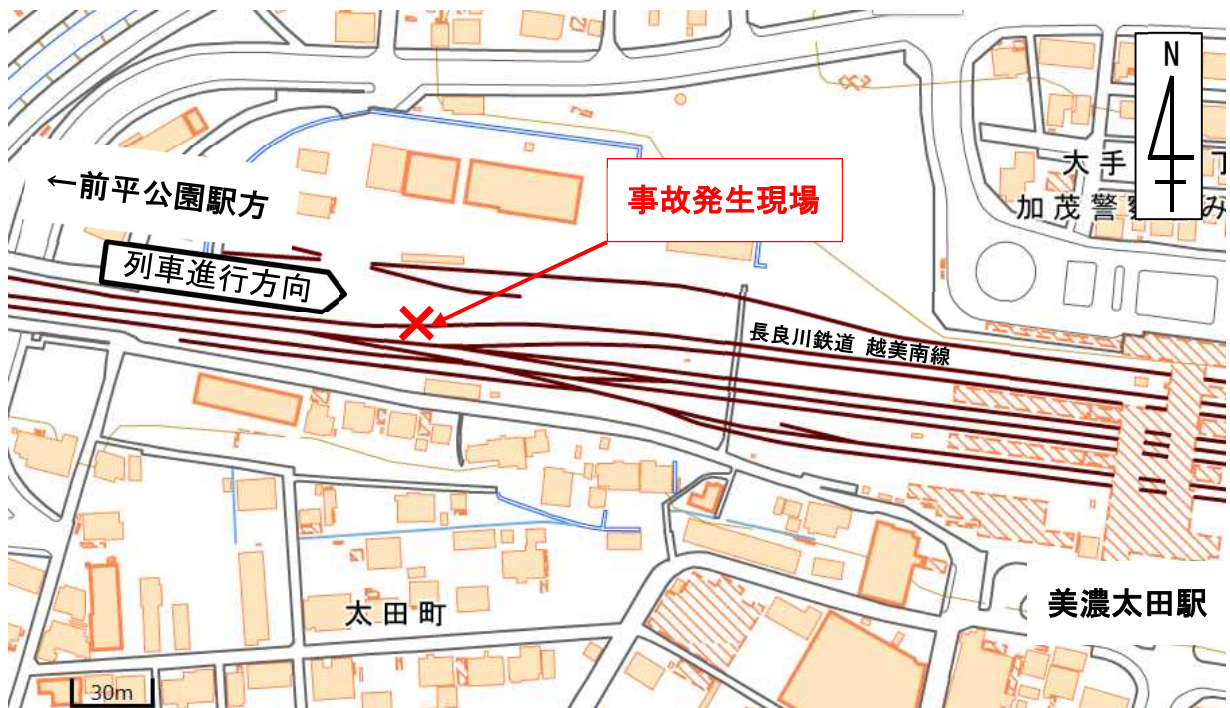 N
大手
加茂警
み
←前平公園駅方
事故発生現場
列車進行方向
長良川鉄道 越美南線
美濃太田駅
太田町
30m